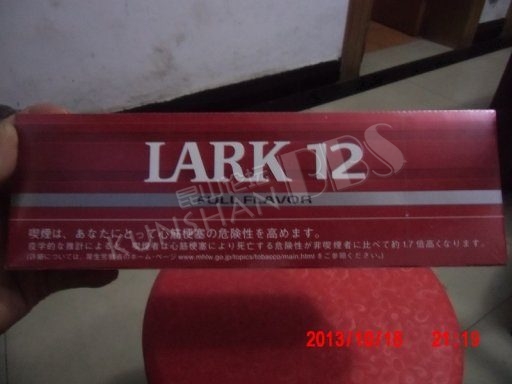 LARK 12
FULL FLAVOR
喫煙は、あなたにとって心筋梗塞の危険性を高めます。
疫学的な推計によると、喫煙者は心筋梗塞により死亡する危険性が非喫煙者に比べて約1.7倍高くなります。
(詳細については、厚生労働省のホーム・ページ www.mhlw.go.jp/topics/tobacco/main.html をご参照ください。)
KUNSHAN BBS
2013/10/18 21:19